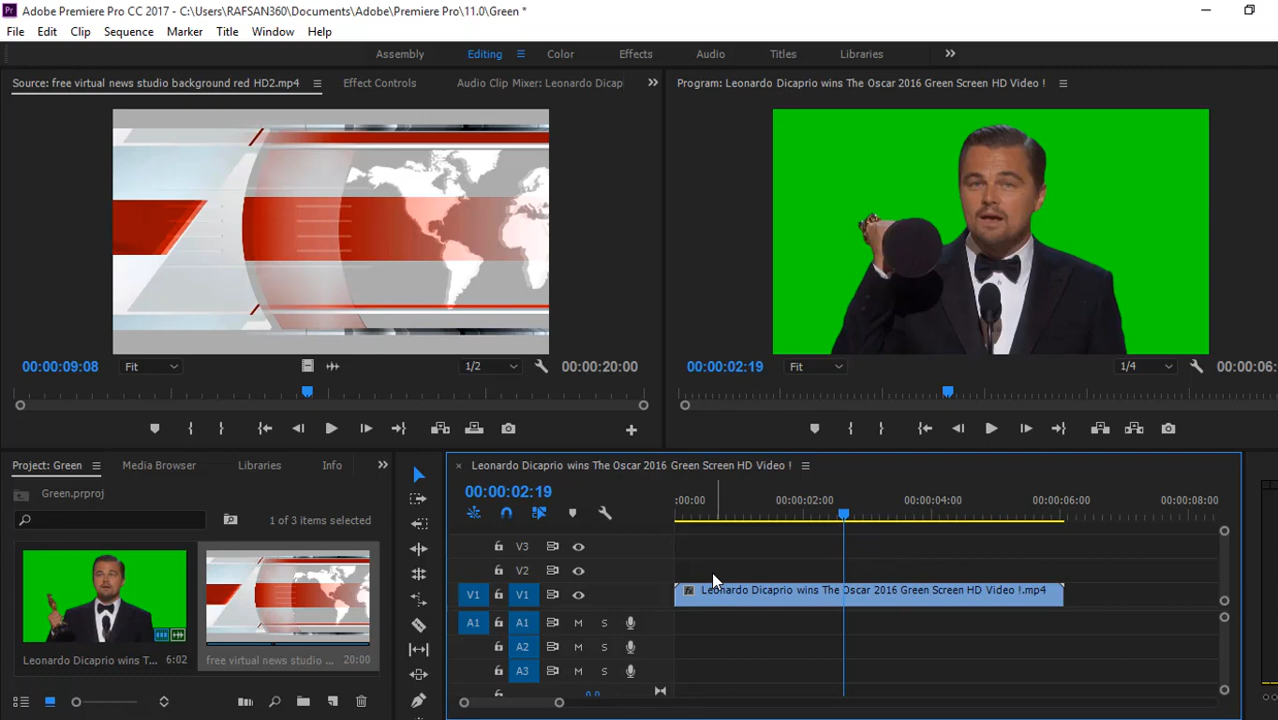 Pr Adobe Premiere Pro CC 2017 - C:\Users\RAFSAN360\Documents\Adobe\Premiere Pro\11.0\Green *
File Edit Clip Sequence Marker Title Window Help
Assembly Editing Color Effects Audio Titles Libraries
Source: free virtual news studio background red HD2.mp4 Effect Controls Audio Clip Mixer: Leonardo Dicap
Program: Leonardo Dicaprio wins The Oscar 2016 Green Screen HD Video !
00:00:09:08 Fit 1/2 00:00:20:00
00:00:02:19 Fit 1/4 00:00:06:
Project: Green Media Browser Libraries Info
Green.prproj
1 of 3 items selected
Leonardo Dicaprio wins T... 6:02
free virtual news studio ... 20:00
Leonardo Dicaprio wins The Oscar 2016 Green Screen HD Video !
00:00:02:19
:00:00 00:00:02:00 00:00:04:00 00:00:06:00 00:00:08:00
V3
V2
V1 V1 fx Leonardo Dicaprio wins The Oscar 2016 Green Screen HD Video !.mp4
A1 A1 M S
A2 M S
A3 M S
0.0